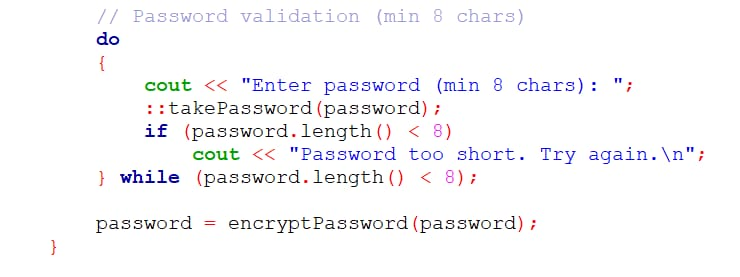 // Password validation (min 8 chars)
do
{
cout << "Enter password (min 8 chars): ";
::takePassword(password);
if (password.length() < 8)
cout << "Password too short. Try again.\n";
} while (password.length() < 8);
password = encryptPassword(password);
}